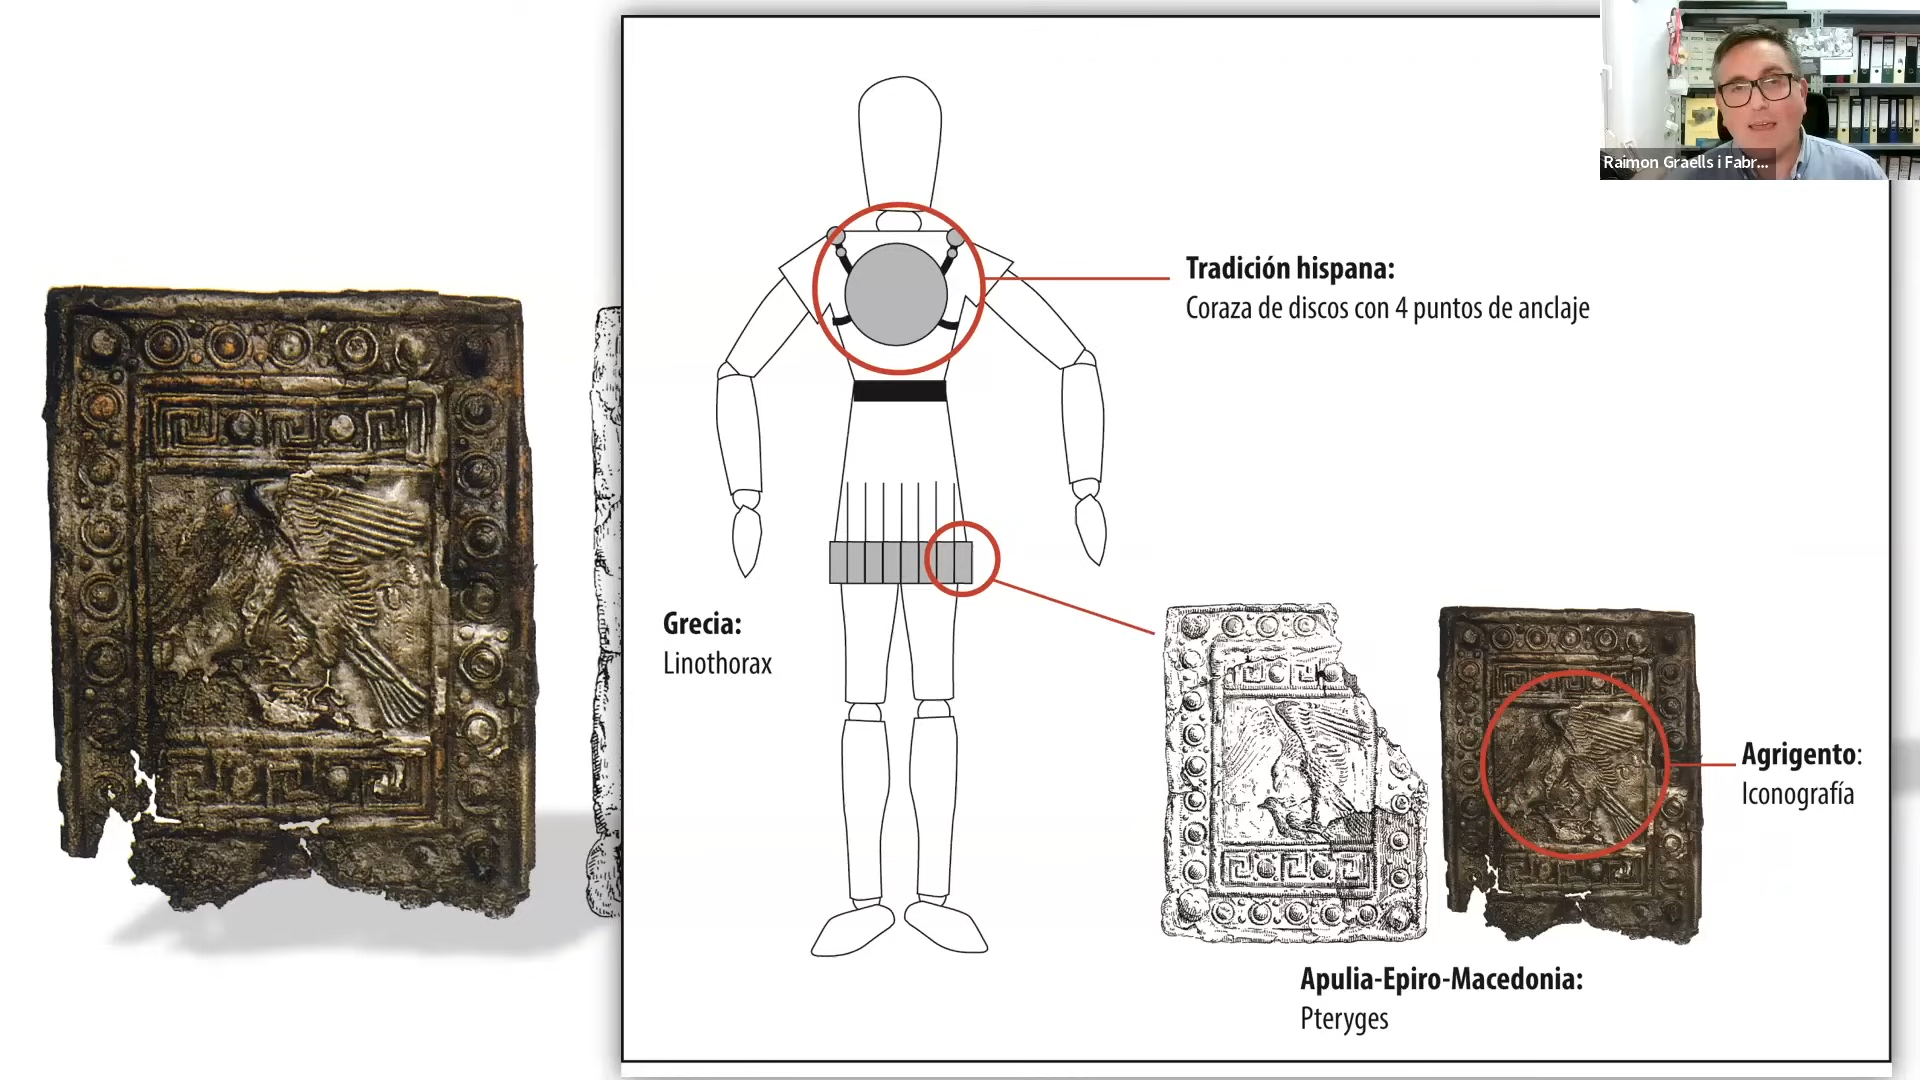 Raimon Graells i Fabr...
Tradición hispana:
Coraza de discos con 4 puntos de anclaje
Grecia:
Linothorax
Agrigento:
Iconografía
Apulia-Epiro-Macedonia:
Pteryges